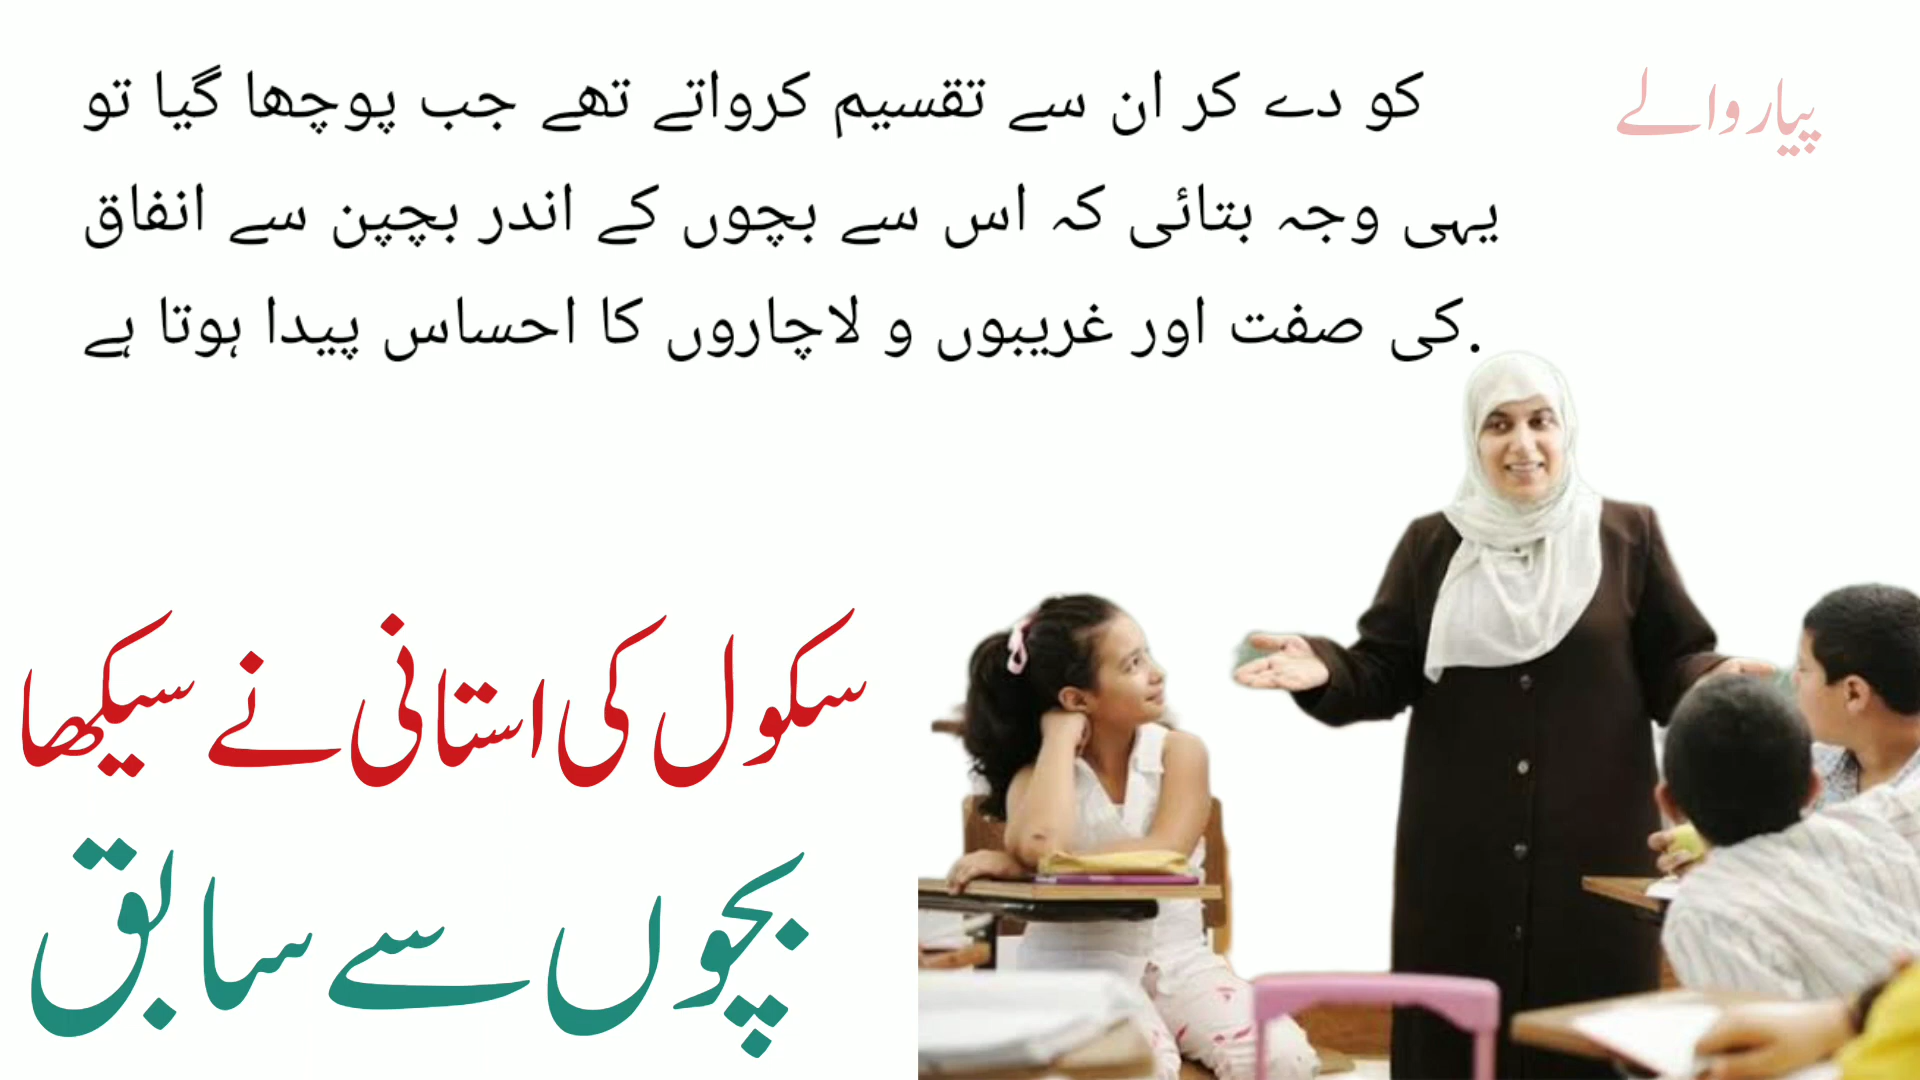 کو دے کر ان سے تقسیم کرواتے تھے جب پوچھا گیا تو
یہی وجہ بتائی کہ اس سے بچوں کے اندر بچپن سے انفاق
کی صفت اور غریبوں و لاچاروں کا احساس پیدا ہوتا ہے.
پیار والے
سکول کی استانی نے سیکھا
بچوں سے سابق